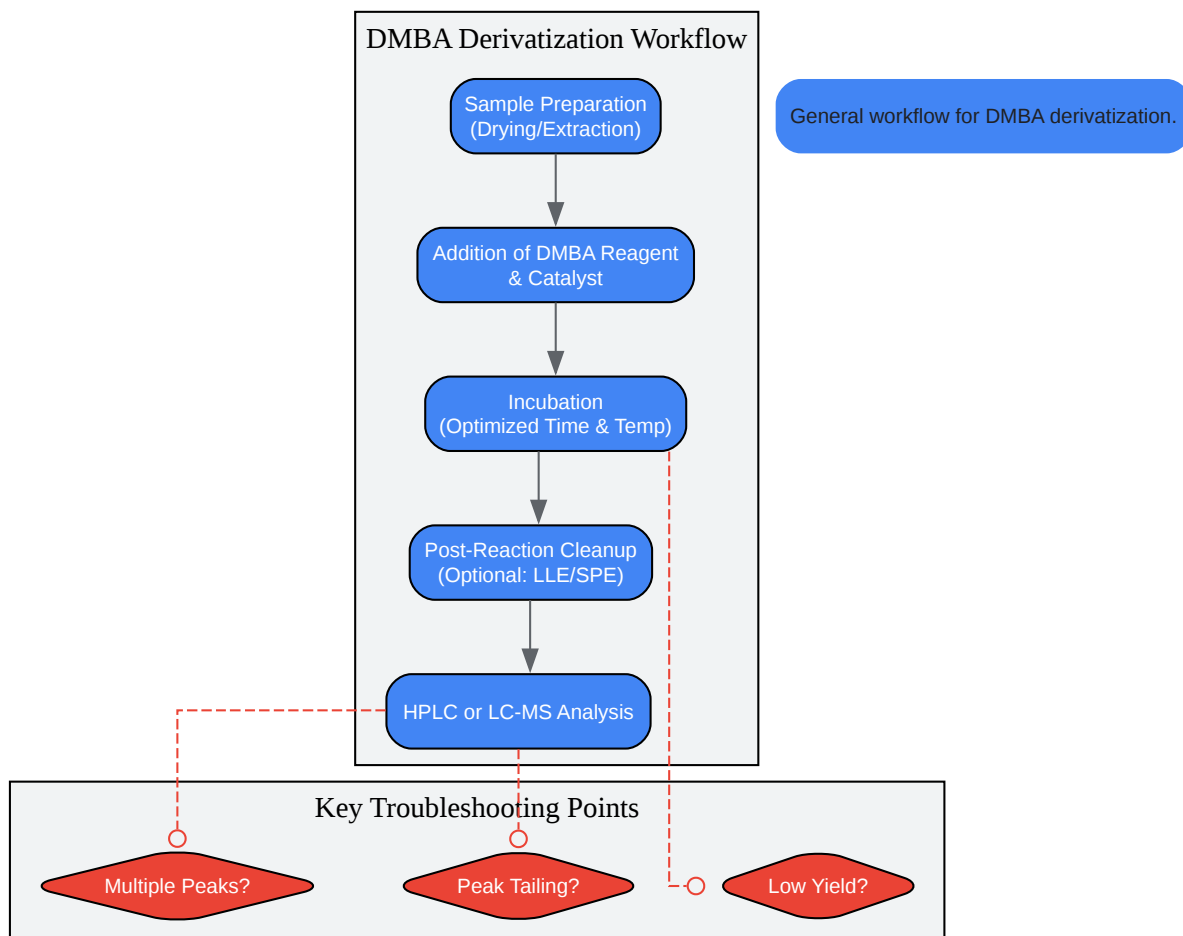 DMBA Derivatization Workflow
Sample Preparation
(Drying/Extraction)
General workflow for DMBA derivatization.
Addition of DMBA Reagent
& Catalyst
Incubation
(Optimized Time & Temp)
Post-Reaction Cleanup
(Optional: LLE/SPE)
HPLC or LC-MS Analysis
Key Troubleshooting Points
Multiple Peaks?
Peak Tailing?
Low Yield?